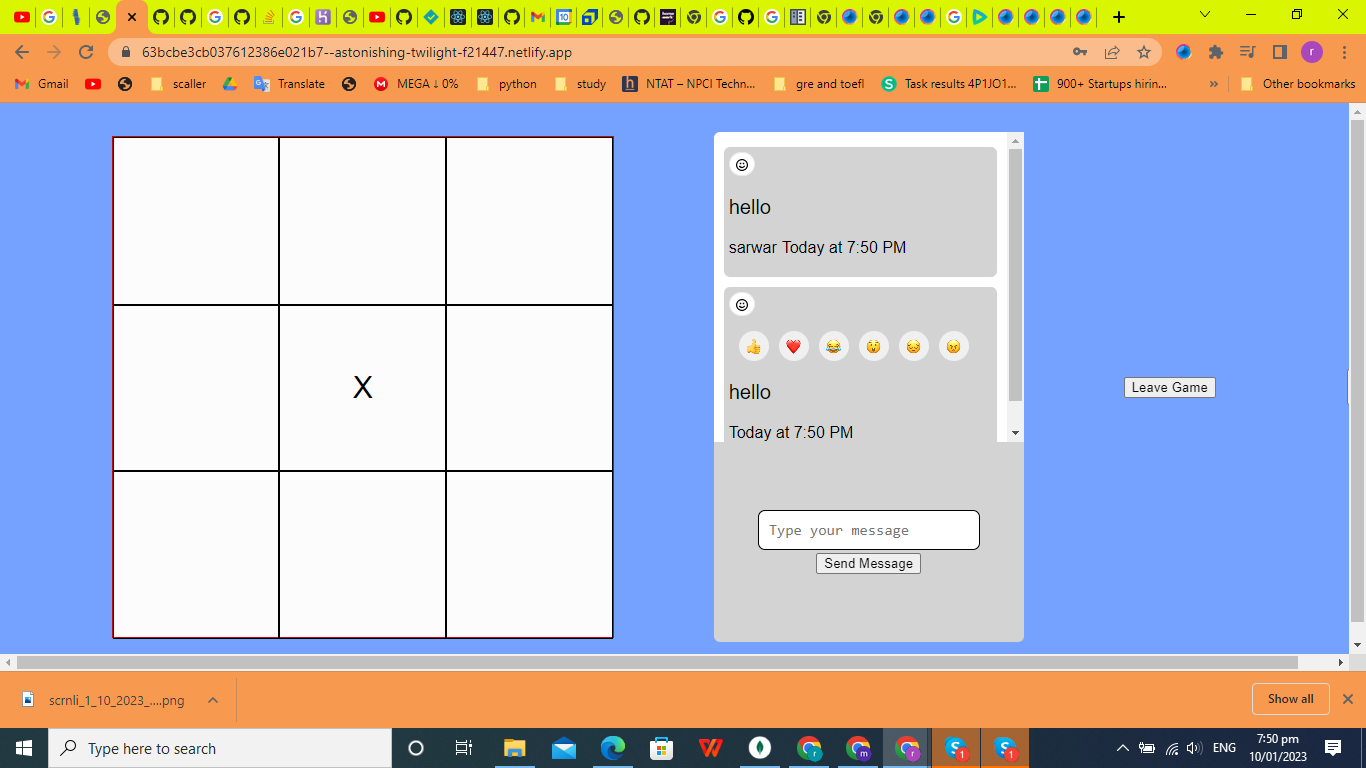 63bcbe3cb037612386e021b7--astonishing-twilight-f21447.netlify.app
r
Gmail
scaller
Translate
MEGA ↓ 0%
python
study
NTAT – NPCI Techn...
gre and toefl
Task results 4P1JO1...
900+ Startups hirin...
»
Other bookmarks
hello
sarwar Today at 7:50 PM
hello
Today at 7:50 PM
X
Leave Game
Type your message
Send Message
scrnli_1_10_2023_....png
Show all
Type here to search
ENG
7:50 pm
10/01/2023